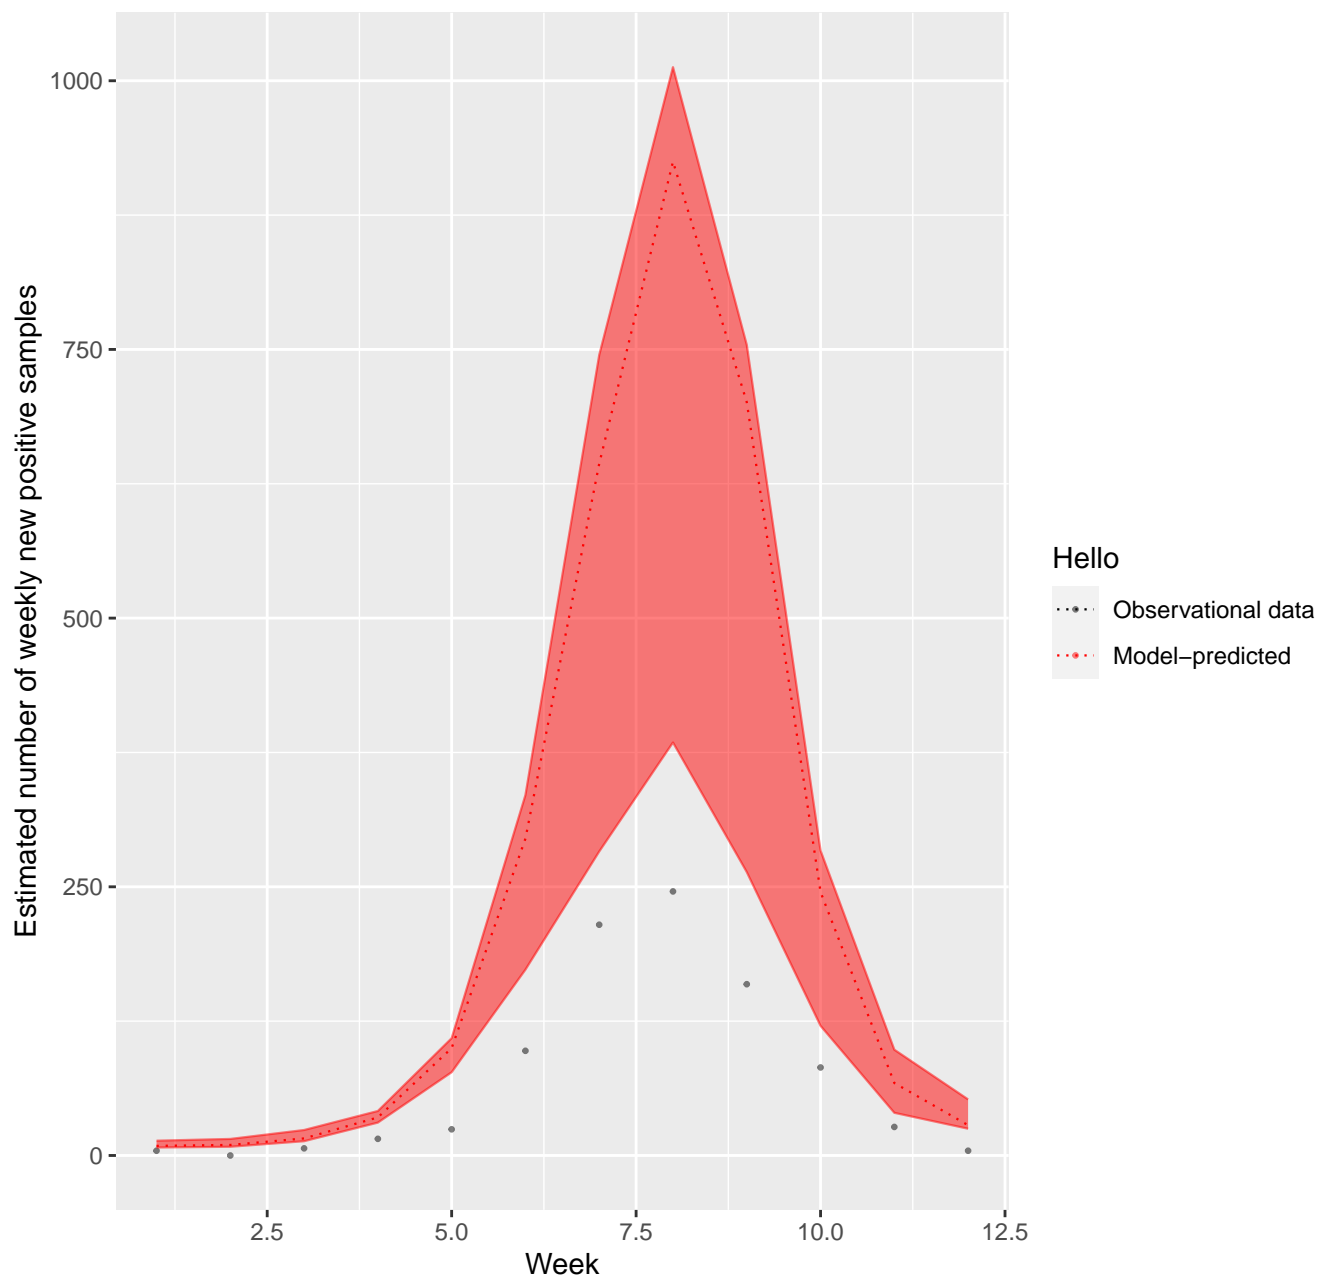 Estimated number of weekly new positive samples
1000
750
500
250
0
2.5 5.0 7.5 10.0 12.5
Week
Hello
Observational data
Model−predicted